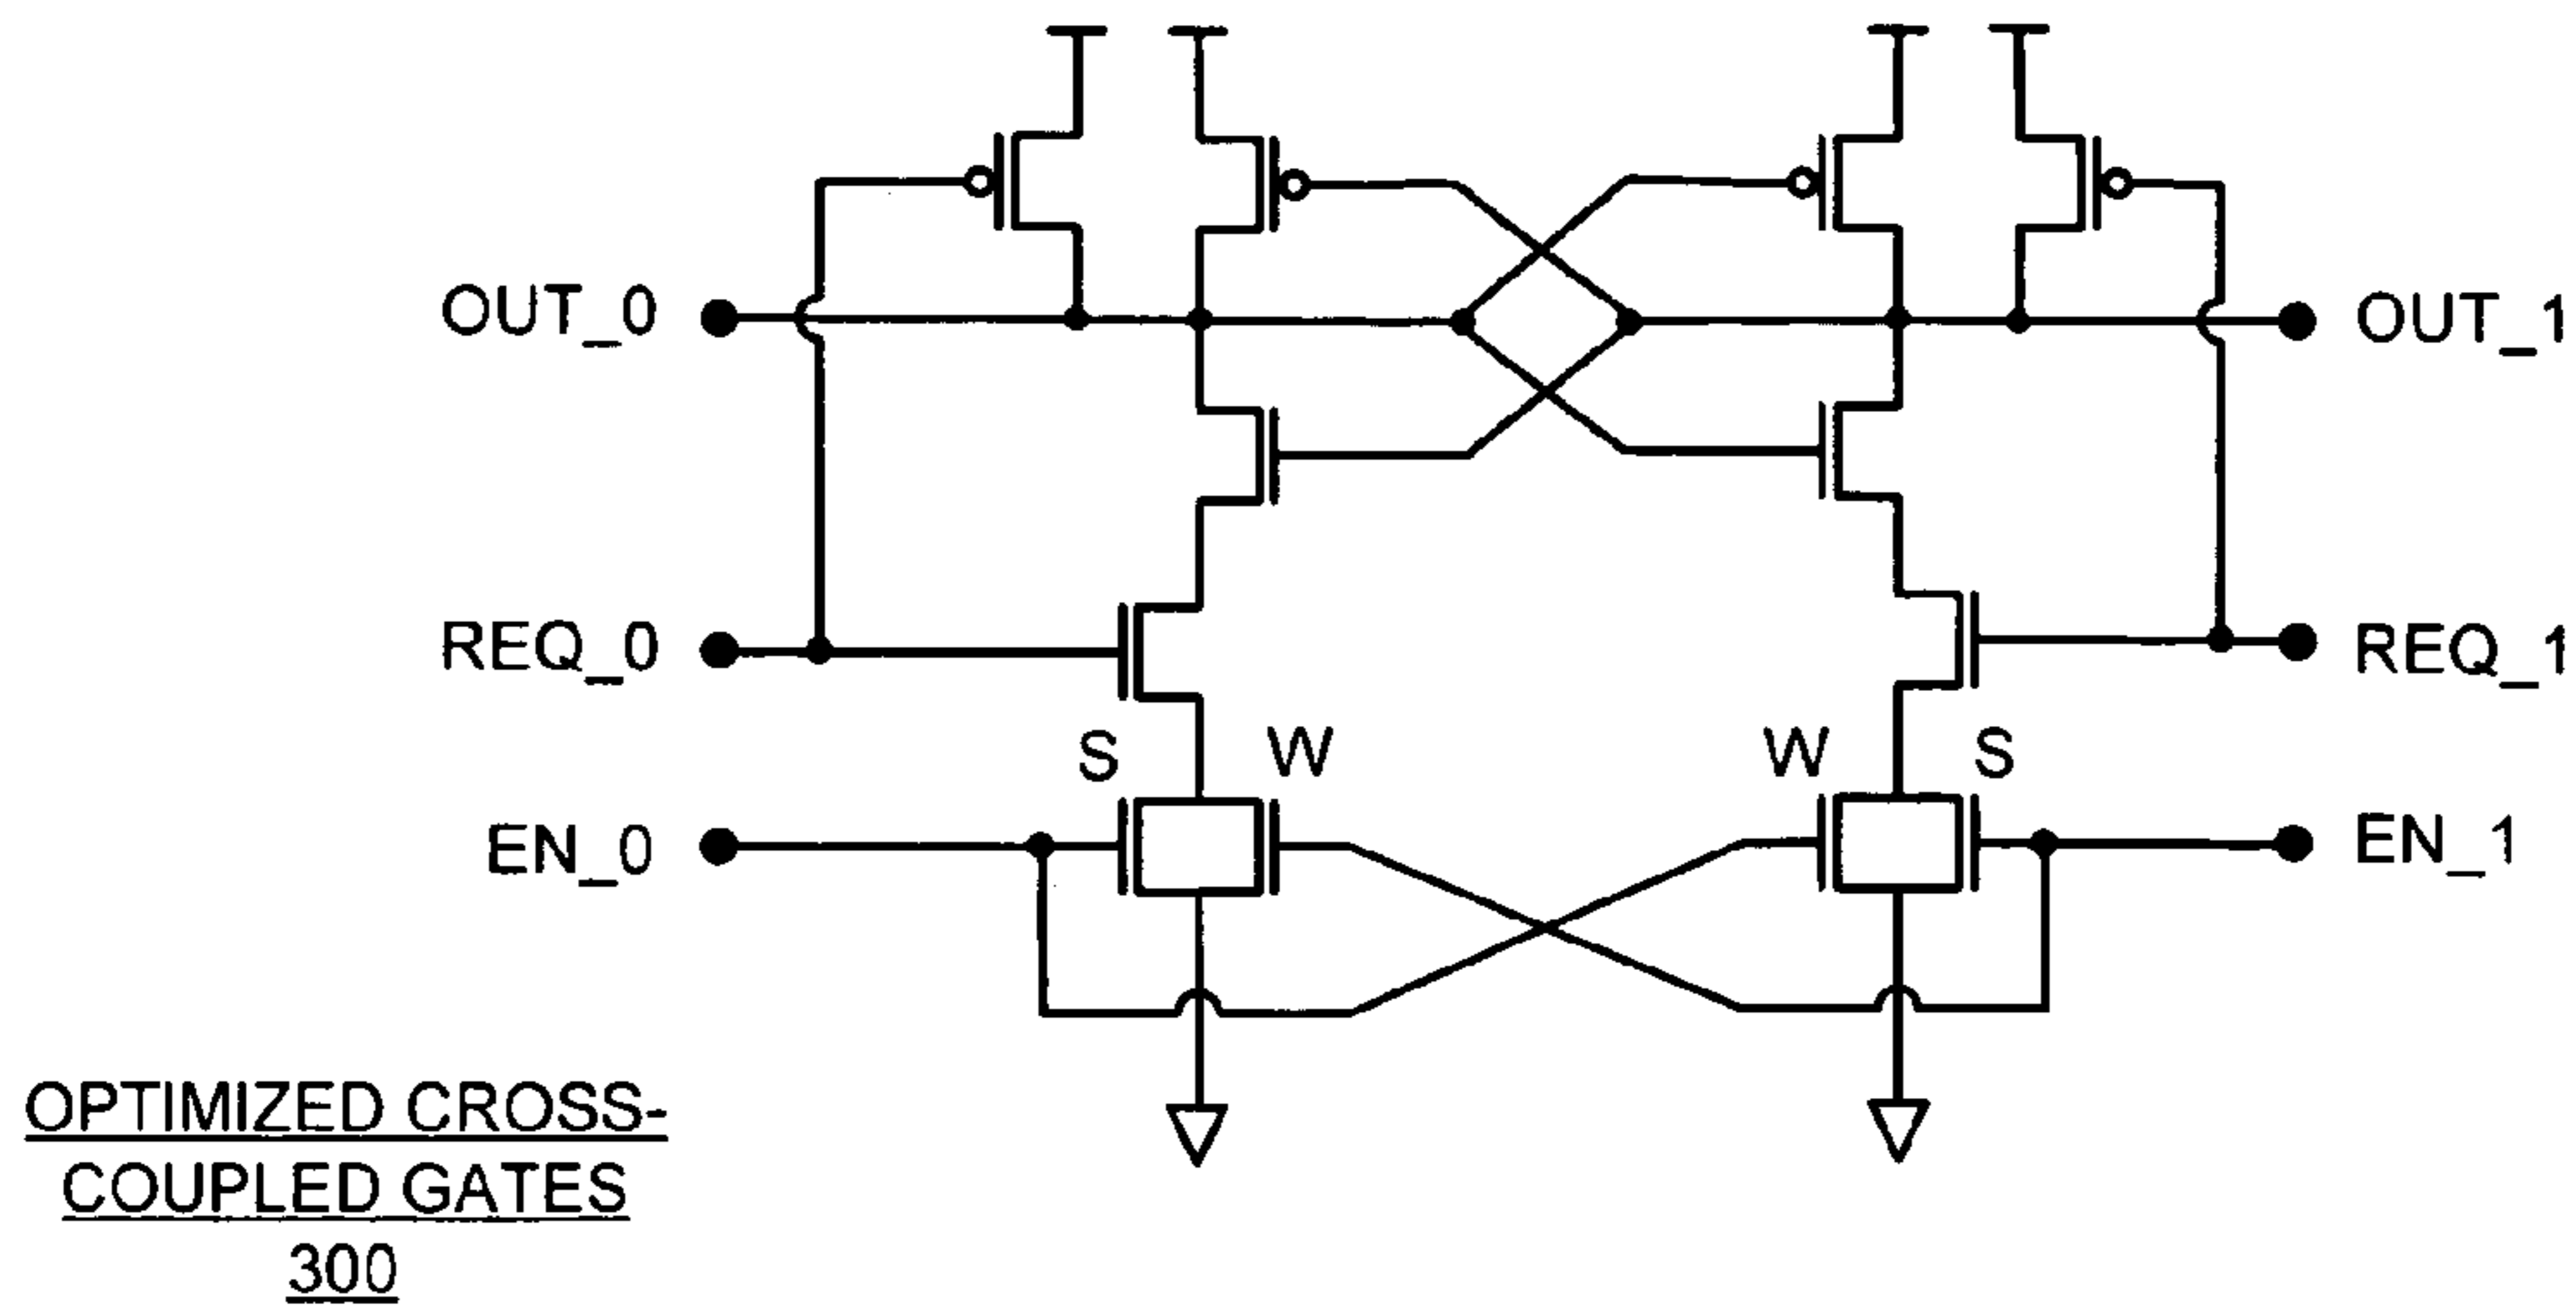 OUT_0
OUT_1
REQ_0
REQ_1
S
W
W
S
EN_0
EN_1
OPTIMIZED CROSS-
COUPLED GATES
300